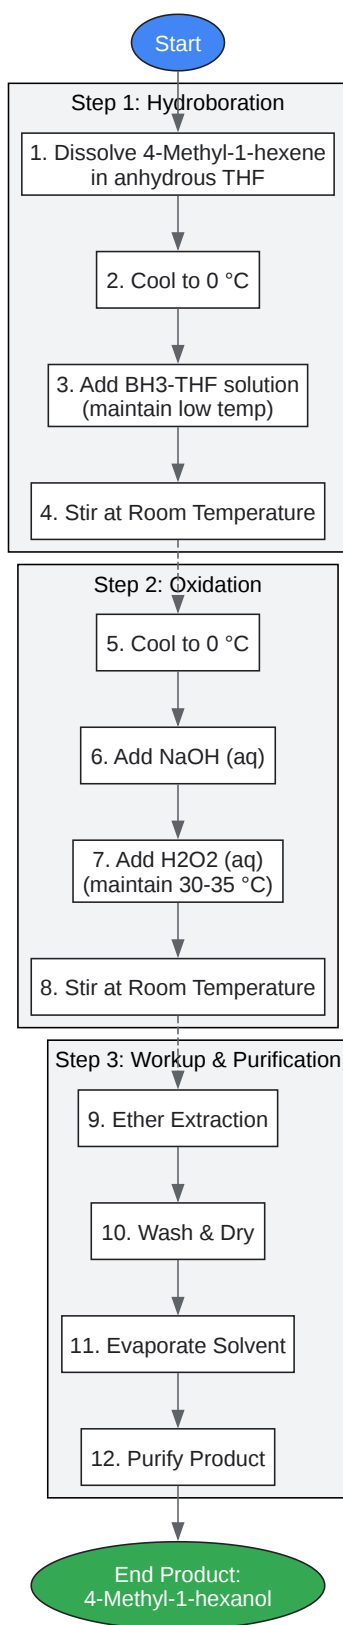 Start
Step 1: Hydroboration
1. Dissolve 4-Methyl-1-hexene
in anhydrous THF
2. Cool to 0 °C
3. Add BH3-THF solution
(maintain low temp)
4. Stir at Room Temperature
Step 2: Oxidation
5. Cool to 0 °C
6. Add NaOH (aq)
7. Add H2O2 (aq)
(maintain 30-35 °C)
8. Stir at Room Temperature
Step 3: Workup & Purification
9. Ether Extraction
10. Wash & Dry
11. Evaporate Solvent
12. Purify Product
End Product:
4-Methyl-1-hexanol